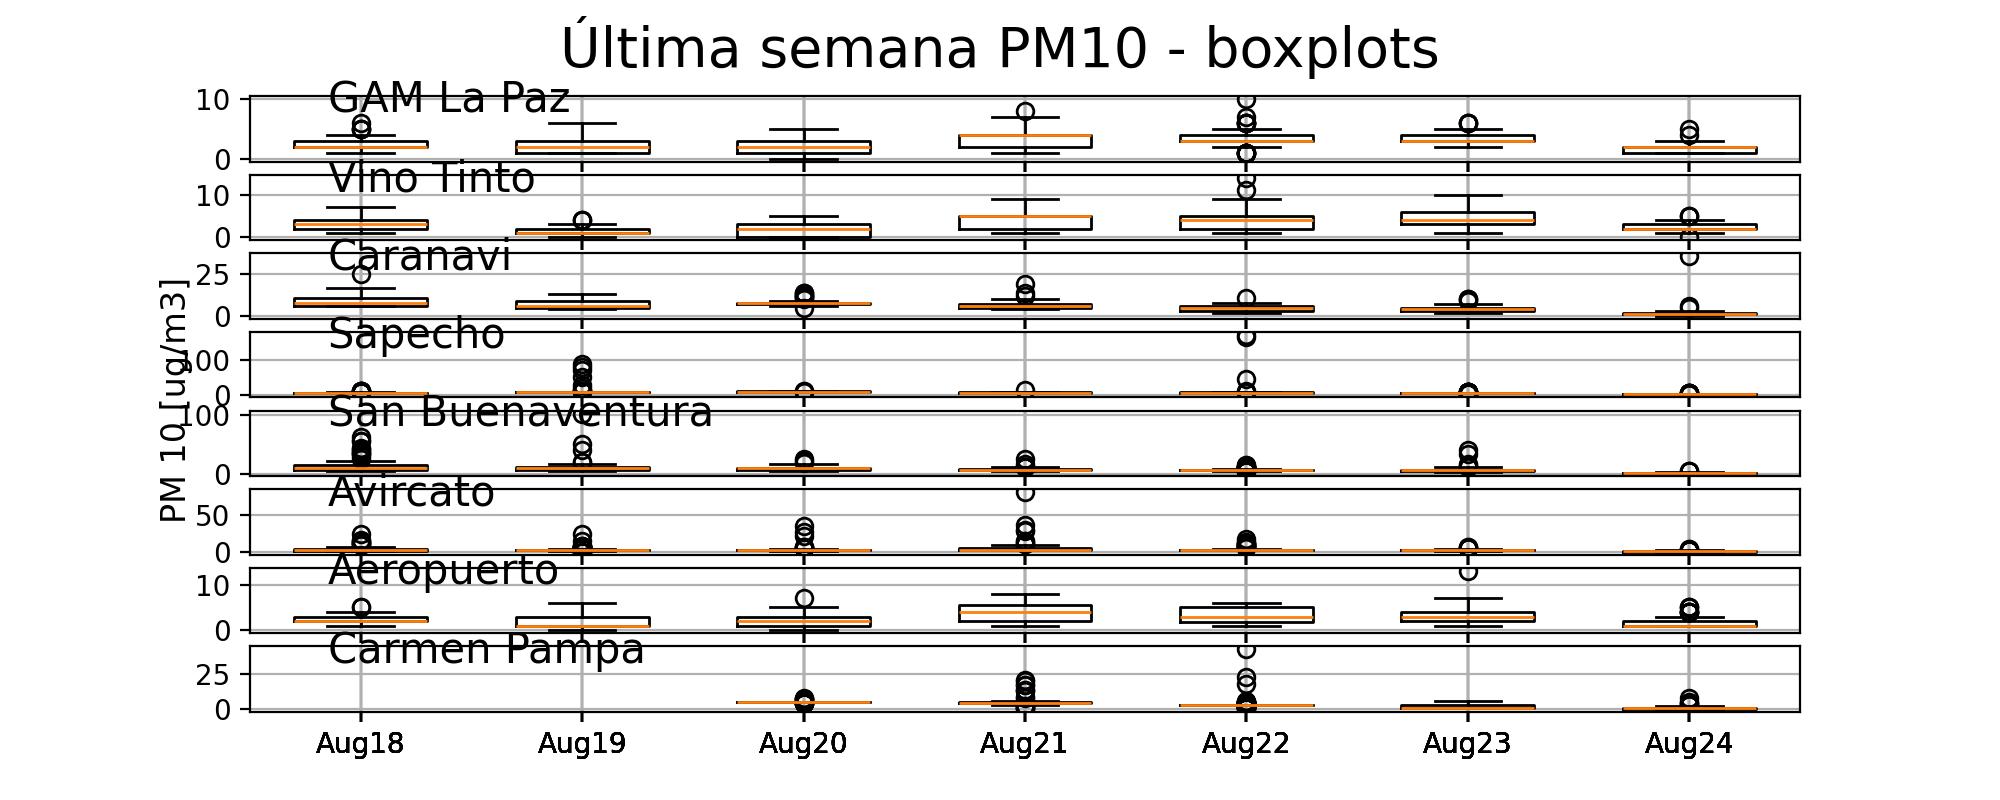 Última semana PM10 - boxplots
PM 10 [ug/m3]
GAM La Paz
10
0
Vino Tinto
10
0
Caranavi
25
0
Sapecho
100
0
San Buenaventura
100
0
Avircato
50
0
Aeropuerto
10
0
Carmen Pampa
25
0
Aug18 Aug19 Aug20 Aug21 Aug22 Aug23 Aug24